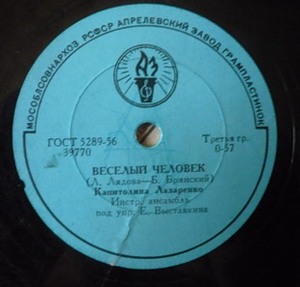 МОСОБЛСОВНАРХОЗ РСФСР АПРЕЛЕВСКИЙ ЗАВОД ГРАМПЛАСТИНОК
АЗ
ГОСТ 5289-56
39770
Третья гр.
0-57
ВЕСЕЛЫЙ ЧЕЛОВЕК
(Л. Лядова—Б. Брянский)
Капитолина Лазаренко
Инстр. ансамбль
под упр. Е. Выставкина